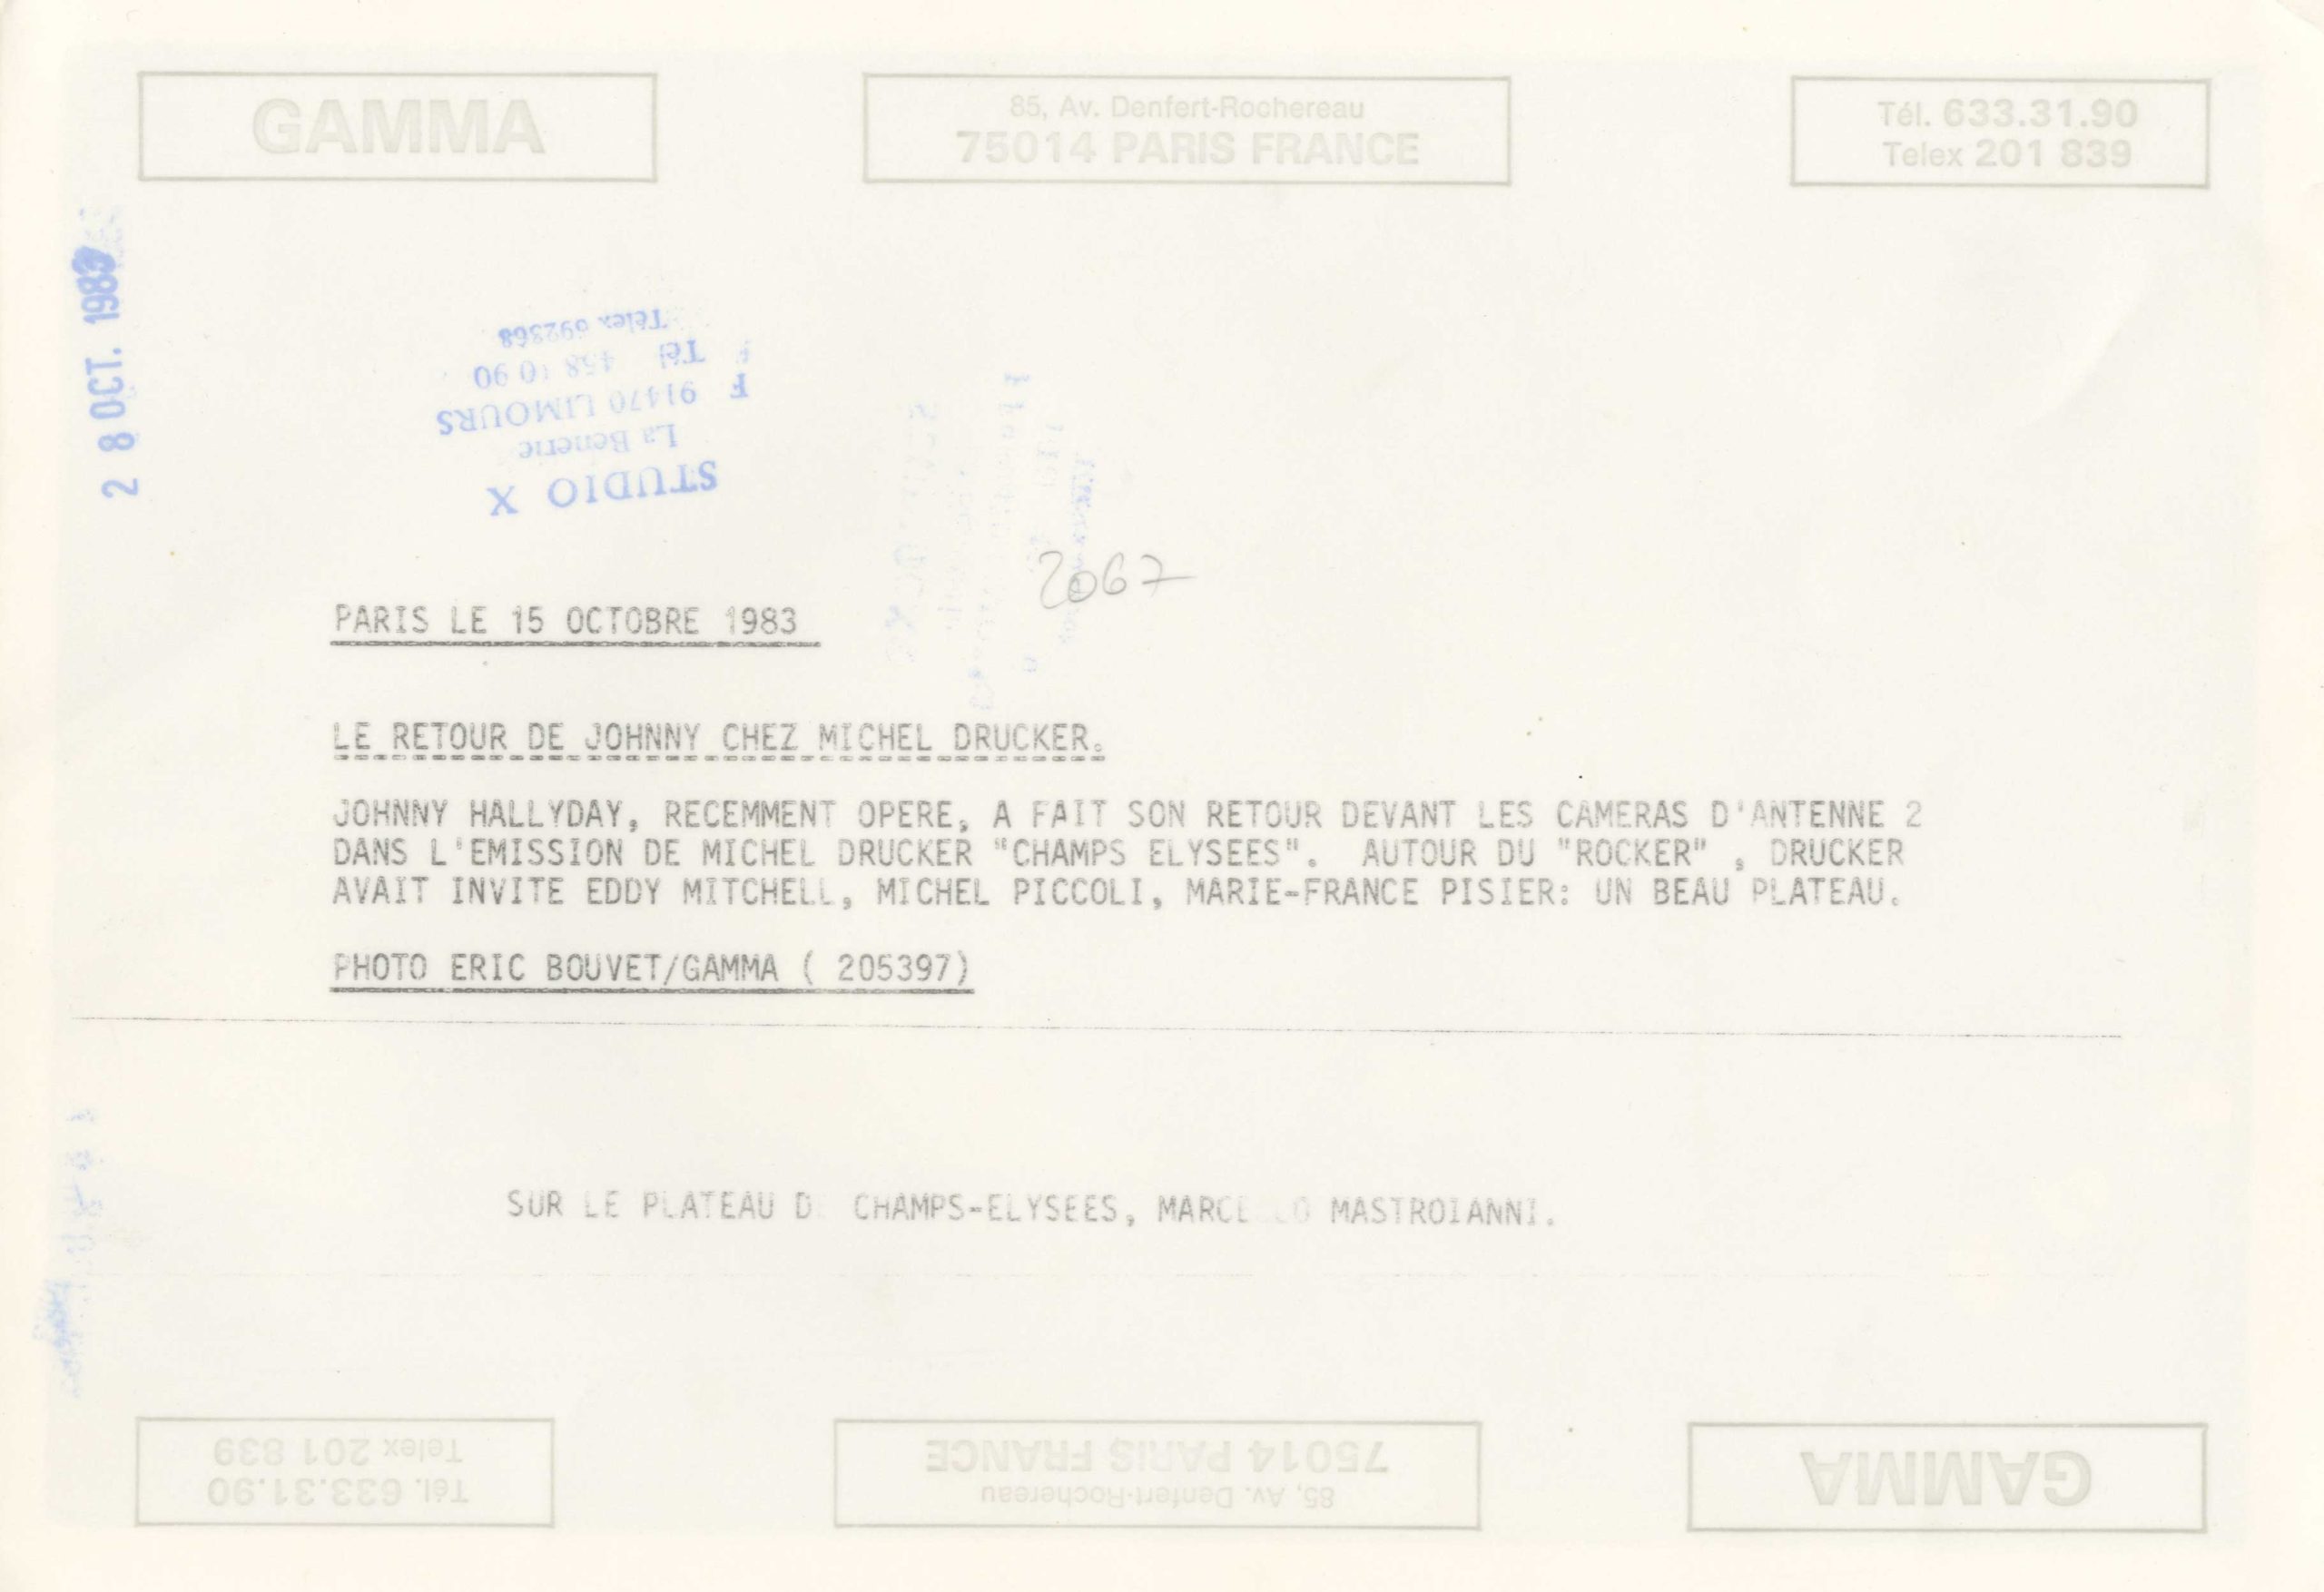 GAMMA
85, Av. Denfert-Rochereau
75014 PARIS FRANCE
Tél. 633.31.90
Telex 201 839
28 OCT. 1983
STUDIO X
La Benerie
91470 LIMOURS
F
Tél 458 10 90
Télex 692368
2067
PARIS LE 15 OCTOBRE 1983
LE RETOUR DE JOHNNY CHEZ MICHEL DRUCKER.
JOHNNY HALLYDAY, RECEMMENT OPERE, A FAIT SON RETOUR DEVANT LES CAMERAS D'ANTENNE 2
DANS L'EMISSION DE MICHEL DRUCKER "CHAMPS ELYSEES". AUTOUR DU "ROCKER" , DRUCKER
AVAIT INVITE EDDY MITCHELL, MICHEL PICCOLI, MARIE-FRANCE PISIER: UN BEAU PLATEAU.
PHOTO ERIC BOUVET/GAMMA ( 205397)
SUR LE PLATEAU DE CHAMPS-ELYSEES, MARCELLO MASTROIANNI.
GAMMA
85, Av. Denfert-Rochereau
75014 PARIS FRANCE
Tél. 633.31.90
Telex 201 839